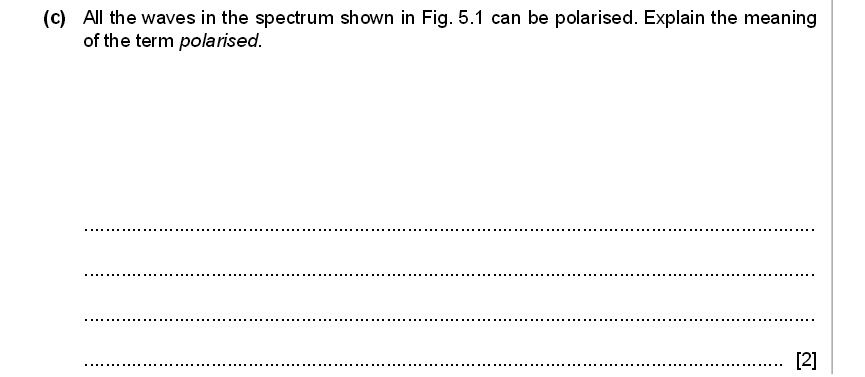 (c) All the waves in the spectrum shown in Fig. 5.1 can be polarised. Explain the meaning
of the term polarised.
[2]